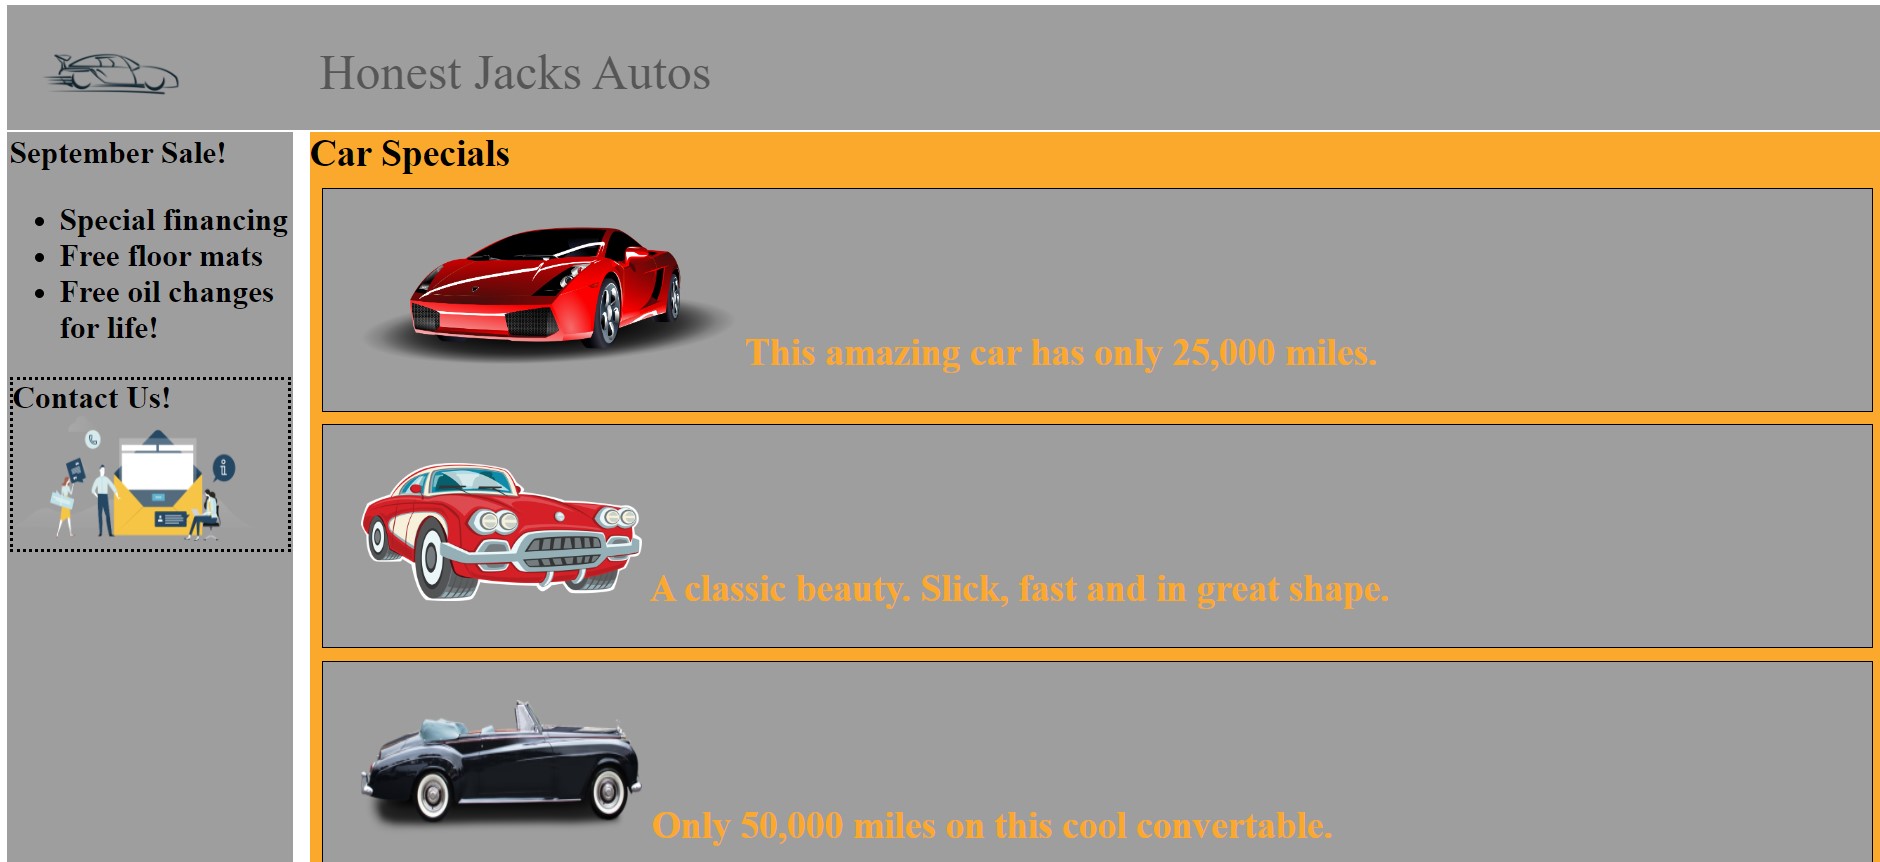 Honest Jacks Autos
September Sale!
Special financing
Free floor mats
Free oil changes
for life!
Contact Us!
Car Specials
This amazing car has only 25,000 miles.
A classic beauty. Slick, fast and in great shape.
Only 50,000 miles on this cool convertable.